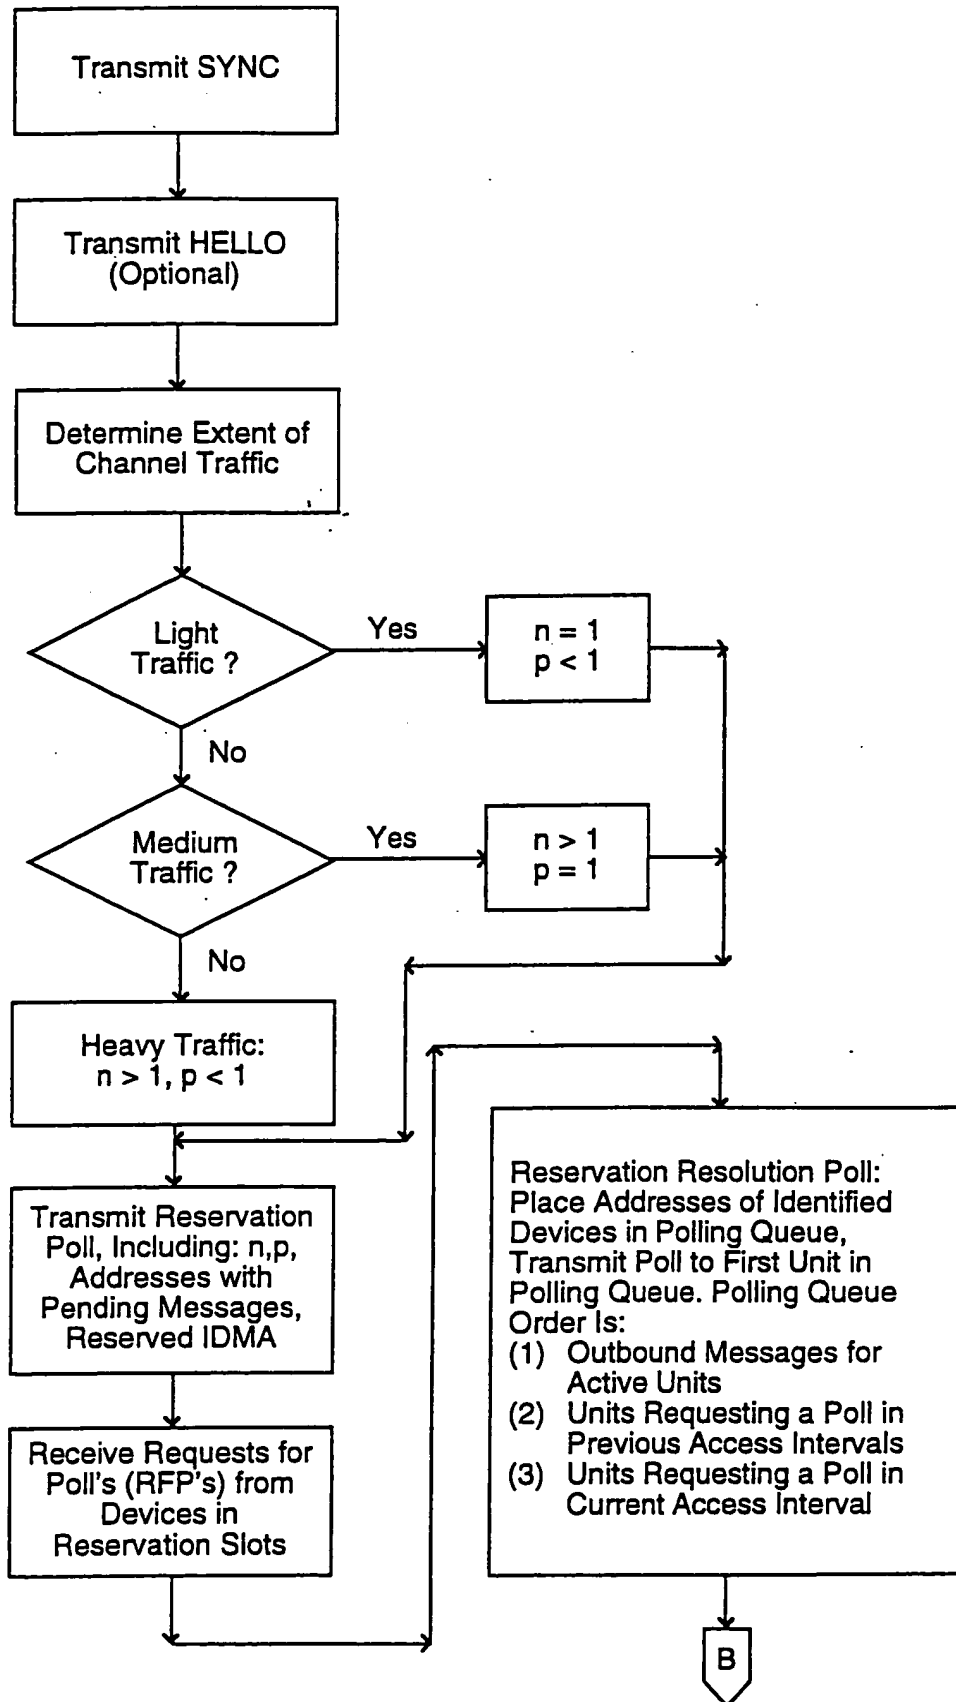 Transmit SYNC
Transmit HELLO
(Optional)
Determine Extent of
Channel Traffic
Light
Traffic ?
Yes
n = 1
p < 1
No
Medium
Traffic ?
Yes
n > 1
p = 1
No
Heavy Traffic:
n > 1, p < 1
Transmit Reservation
Poll, Including: n,p,
Addresses with
Pending Messages,
Reserved IDMA
Receive Requests for
Poll's (RFP's) from
Devices in
Reservation Slots
Reservation Resolution Poll:
Place Addresses of Identified
Devices in Polling Queue,
Transmit Poll to First Unit in
Polling Queue. Polling Queue
Order Is:
(1) Outbound Messages for
Active Units
(2) Units Requesting a Poll in
Previous Access Intervals
(3) Units Requesting a Poll in
Current Access Interval
B